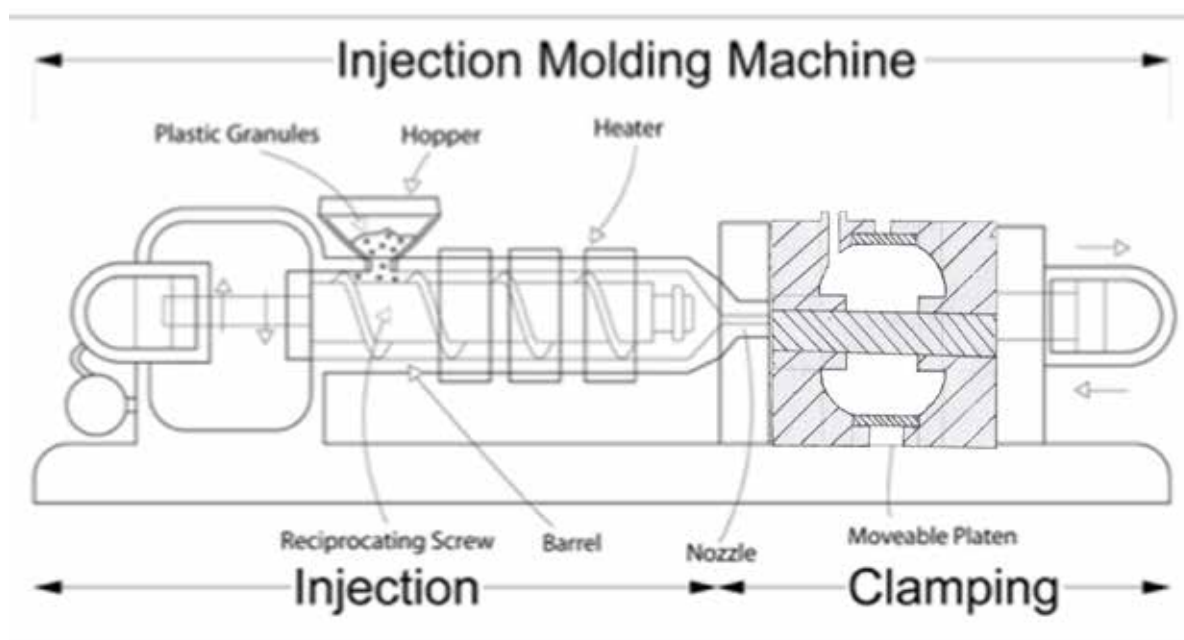 Injection Molding Machine
Plastic Granules
Hopper
Heater
Reciprocating Screw
Barrel
Nozzle
Moveable Platen
Injection
Clamping